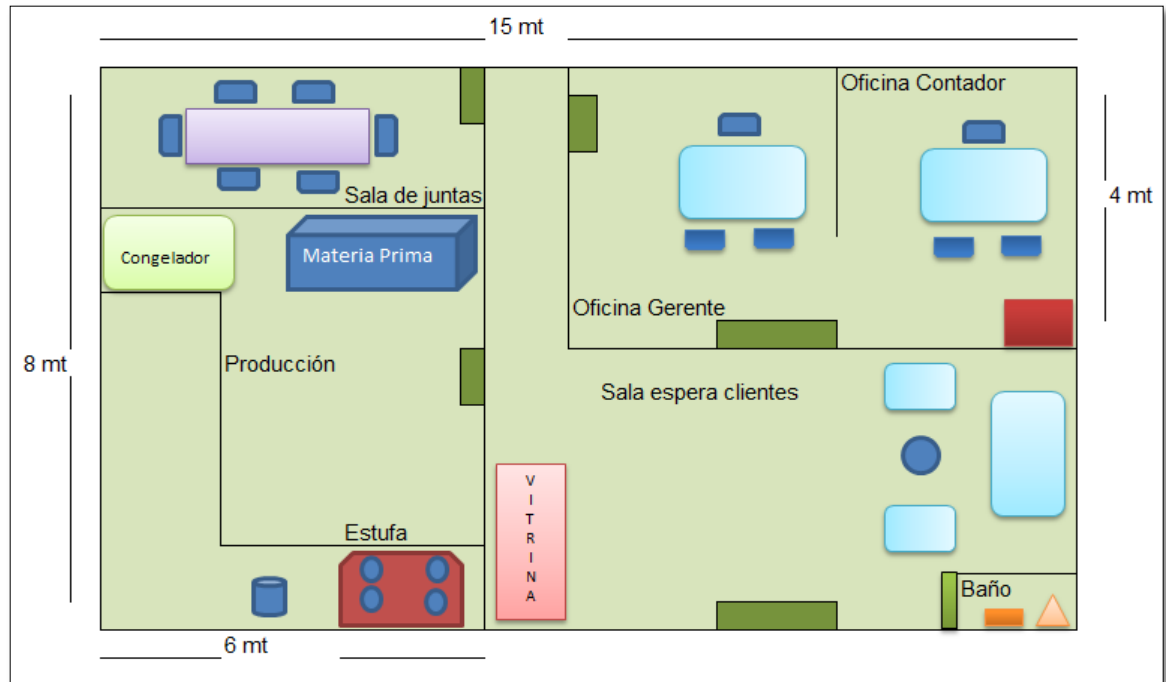 15 mt
Oficina Contador
Sala de juntas
4 mt
Congelador
Materia Prima
Oficina Gerente
8 mt
Producción
Sala espera clientes
VITRINA
Estufa
Baño
6 mt